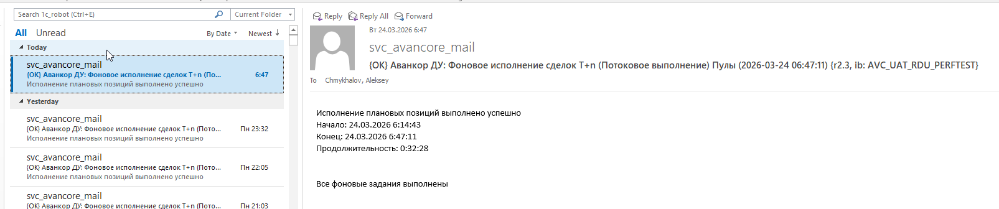 Search 1c_robot (Ctrl+E)
Current Folder
All Unread
By Date Newest
Today
svc_avancore_mail
{OK} Аванкор ДУ: Фоновое исполнение сделок T+n (По... 6:47
Исполнение плановых позиций выполнено успешно
Yesterday
svc_avancore_mail
{OK} Аванкор ДУ: Фоновое исполнение сделок T+n (Пото... Пн 23:32
Исполнение плановых позиций выполнено успешно
svc_avancore_mail
{OK} Аванкор ДУ: Фоновое исполнение сделок T+n (Пото... Пн 22:05
Исполнение плановых позиций выполнено успешно
svc_avancore_mail
{OK} Аванкор ДУ: Фоновое исполнение сделок T+n (Пото... Пн 21:03
Reply Reply All Forward
Вт 24.03.2026 6:47
svc_avancore_mail
{OK} Аванкор ДУ: Фоновое исполнение сделок T+n (Потоковое выполнение) Пулы (2026-03-24 06:47:11) {r2.3, ib: AVC_UAT_RDU_PERFTEST}
To Chmykhalov, Aleksey
Исполнение плановых позиций выполнено успешно
Начало: 24.03.2026 6:14:43
Конец: 24.03.2026 6:47:11
Продолжительность: 0:32:28
Все фоновые задания выполнены